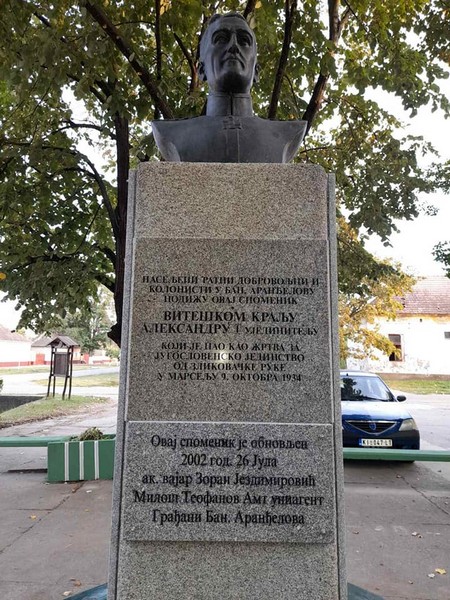 НАСЕЉЕНИ РАТНИ ДОБРОВОЉЦИ И
КОЛОНИСТИ У БАН. АРАНЂЕЛОВУ
ПОДИЖУ ОВАЈ СПОМЕНИК
ВИТЕШКОМ КРАЉУ
АЛЕКСАНДРУ I УЈЕДИНИТЕЉУ
КОЈИ ЈЕ ПАО КАО ЖРТВА ЗА
ЈУГОСЛОВЕНСКО ЈЕДИНСТВО
ОД ЗЛИКОВАЧКЕ РУКЕ
У МАРСЕЉУ 9. ОКТОБРА 1934
Овај споменик је обновљен
2002 год. 26 Јула
ак. вајар Зоран Јездимировић
Милош Теофанов Амт униагент
Грађани Бан. Аранђелова